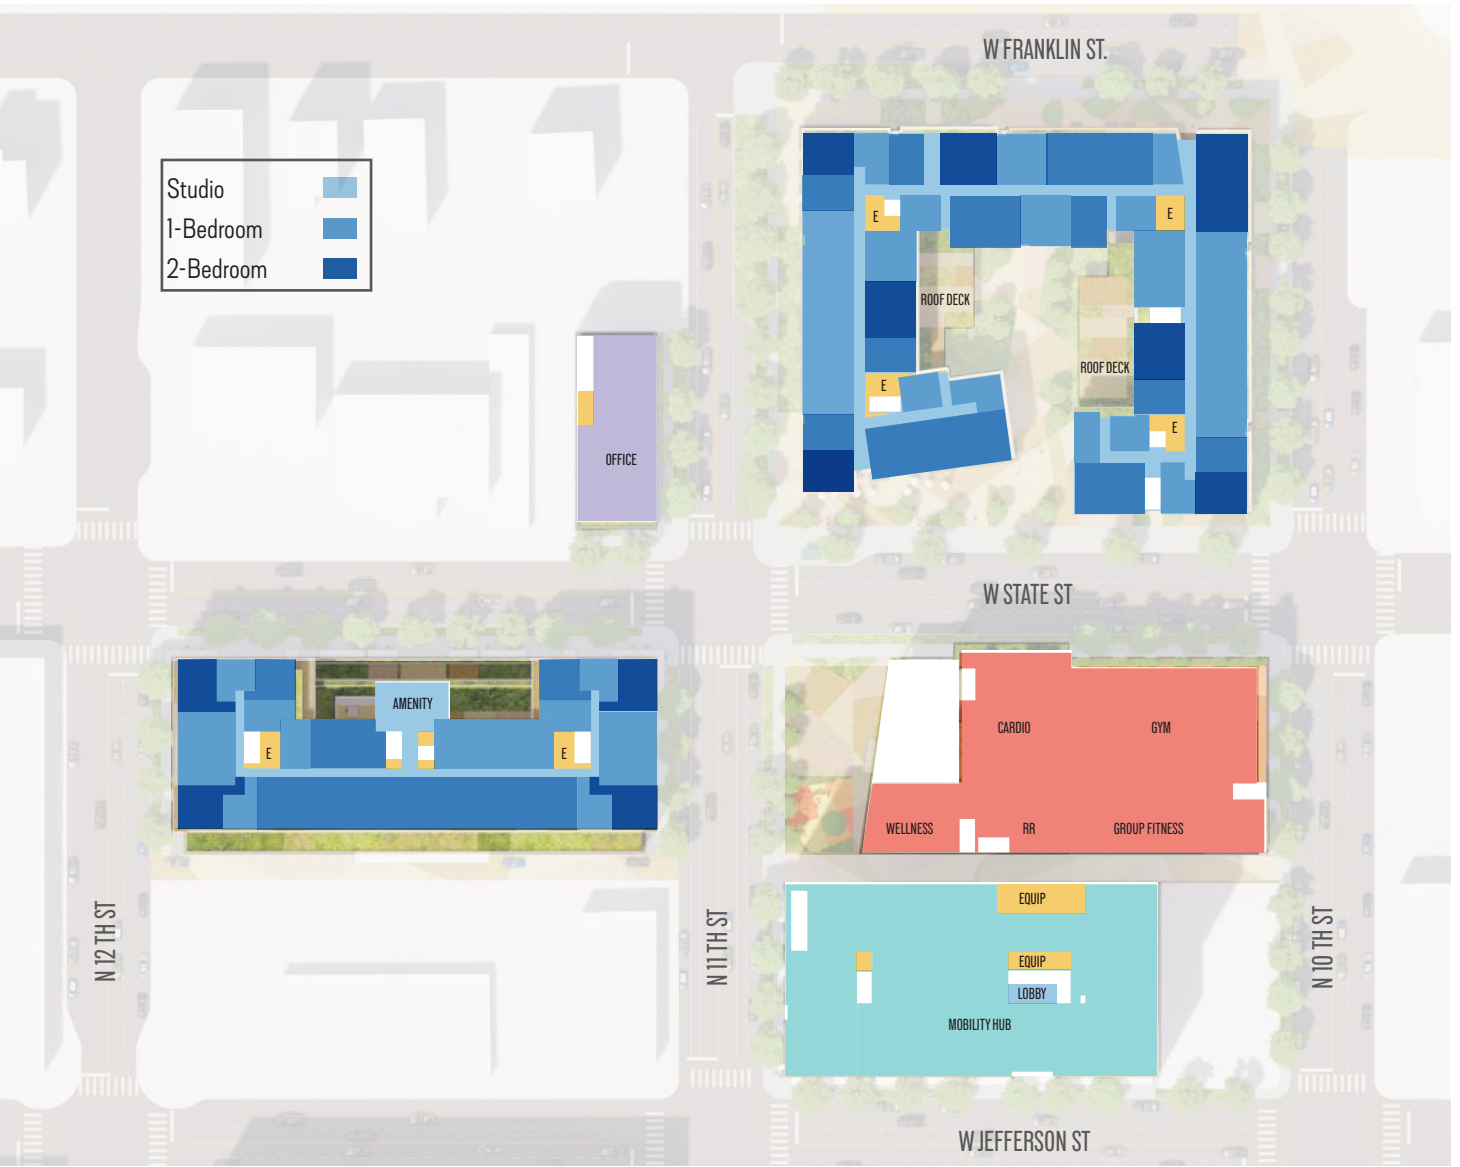 W FRANKLIN ST.
Studio
1-Bedroom
2-Bedroom
E
E
ROOF DECK
ROOF DECK
E
E
OFFICE
W STATE ST
AMENITY
E
E
CARDIO
GYM
WELLNESS
RR
GROUP FITNESS
EQUIP
N 12 TH ST
N 11 TH ST
N 10 TH ST
EQUIP
LOBBY
MOBILITY HUB
W JEFFERSON ST